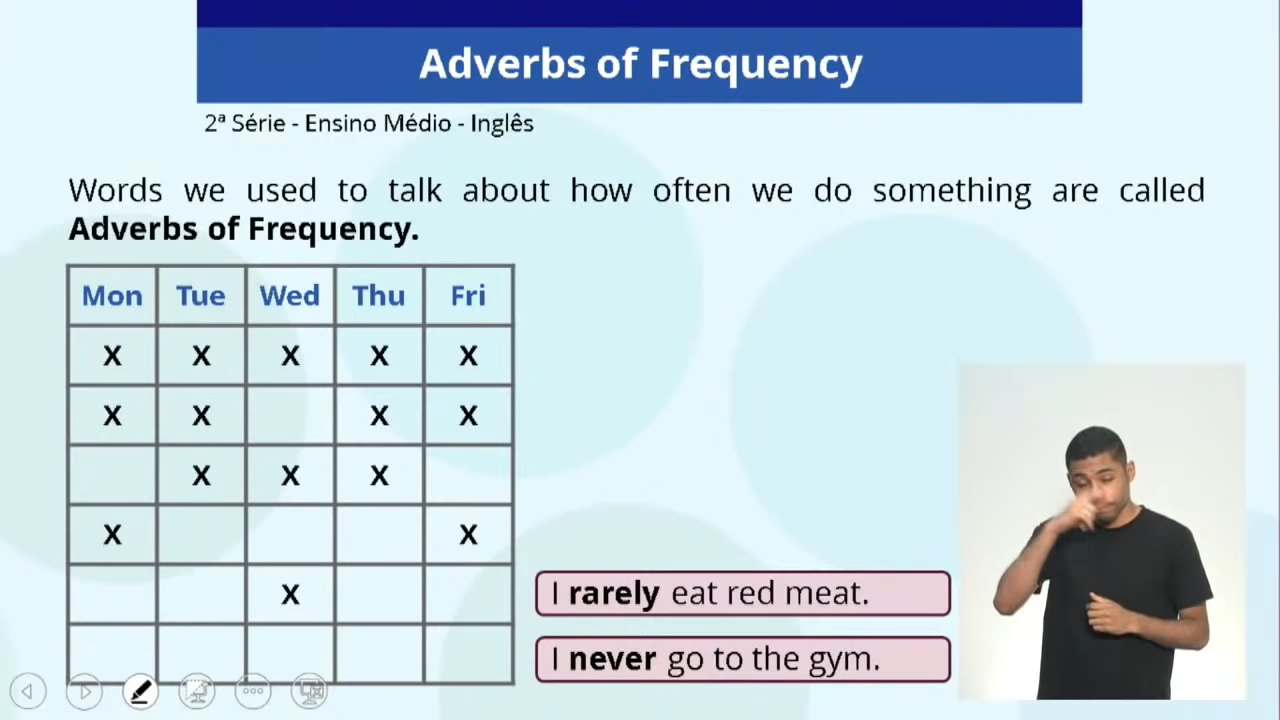 Adverbs of Frequency
2ª Série - Ensino Médio - Inglês
Words we used to talk about how often we do something are called
Adverbs of Frequency.
Mon Tue Wed Thu Fri
X X X X X
X X X X
X X X
X X
X
I rarely eat red meat.
I never go to the gym.